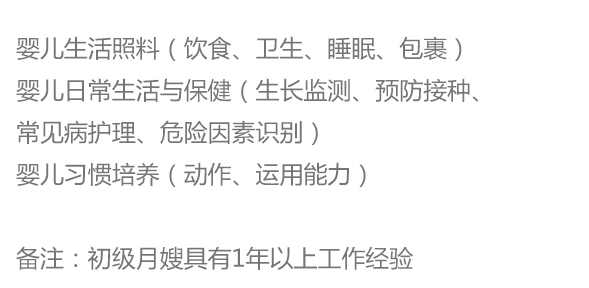 婴儿生活照料（饮食、卫生、睡眠、包裹）
婴儿日常生活与保健（生长监测、预防接种、
常见病护理、危险因素识别）
婴儿习惯培养（动作、运用能力）
备注：初级月嫂具有1年以上工作经验